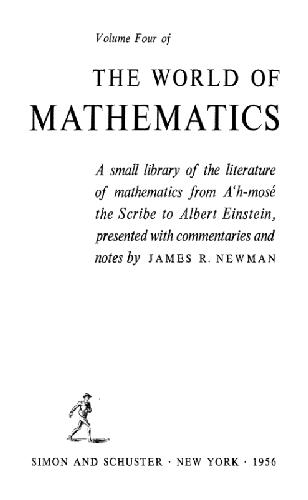 Volume Four of
THE WORLD OF
MATHEMATICS
A small library of the literature
of mathematics from Aʿh-mosé
the Scribe to Albert Einstein,
presented with commentaries and
notes by JAMES R. NEWMAN
SIMON AND SCHUSTER · NEW YORK · 1956